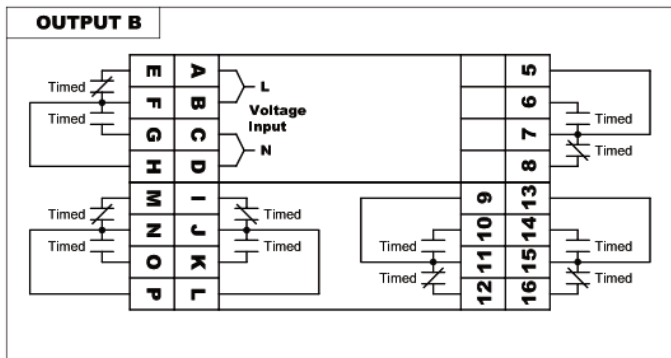 OUTPUT B
E A 5
Timed L
F B 6
Voltage Timed
Timed Input
G C 7
N Timed
H D 8
M I 9 13
Timed Timed
N J 10 14
Timed Timed Timed Timed
O K 11 15
Timed Timed
P L 12 16